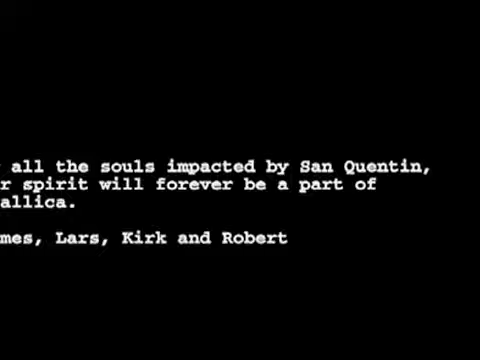 all the souls impacted by San Quentin,
r spirit will forever be a part of
allica.
mes, Lars, Kirk and Robert